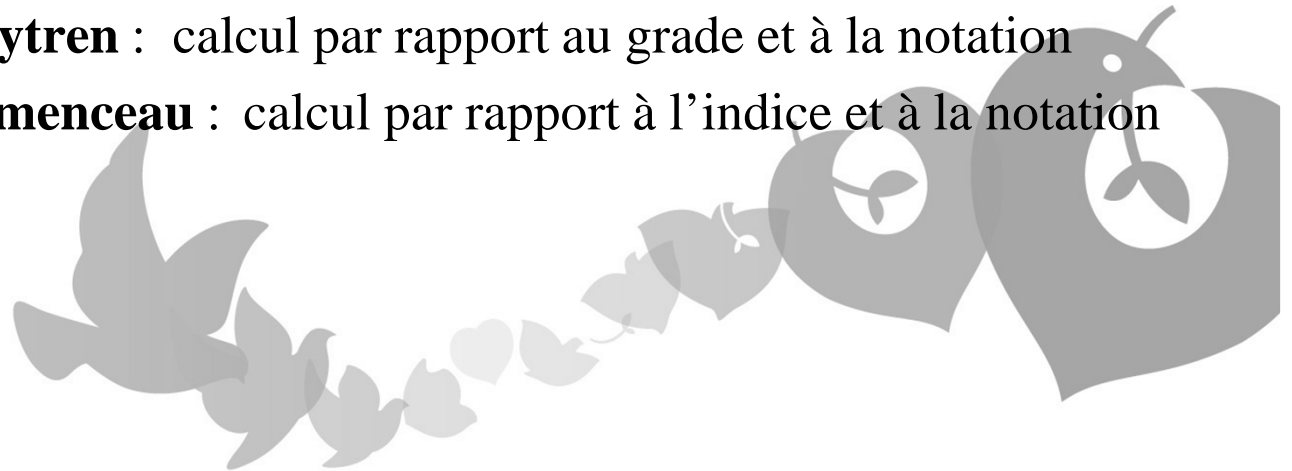 ytren : calcul par rapport au grade et à la notation
menceau : calcul par rapport à l’indice et à la notation